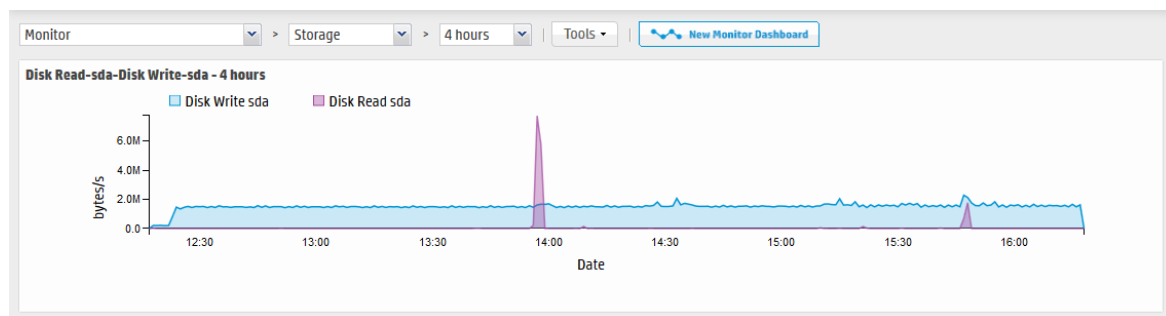 Monitor > Storage > 4 hours | Tools | New Monitor Dashboard
Disk Read-sda-Disk Write-sda - 4 hours
Disk Write sda Disk Read sda
6.0M
4.0M
2.0M
0.0
bytes/s
12:30 13:00 13:30 14:00 14:30 15:00 15:30 16:00
Date